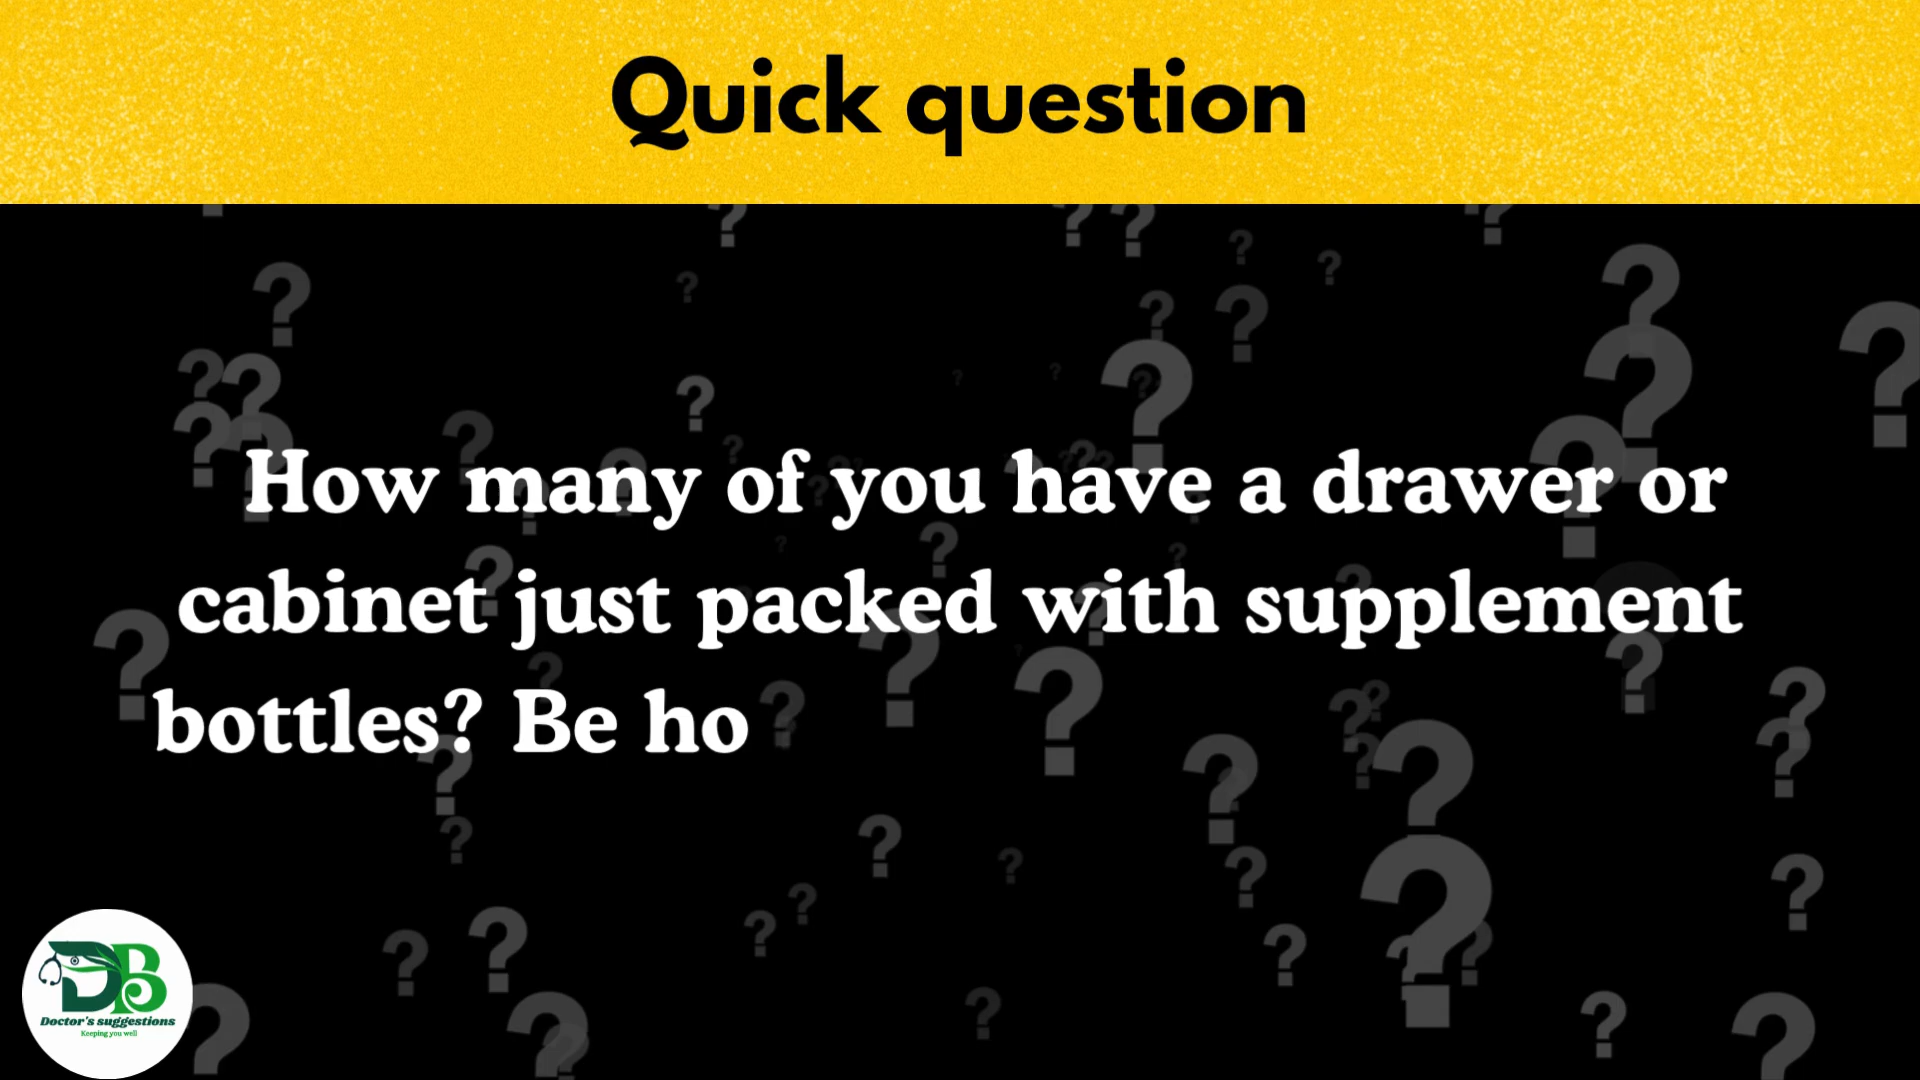 Quick question
How many of you have a drawer or
cabinet just packed with supplement
bottles? Be ho
DB
Doctor's suggestions
Keeping you well